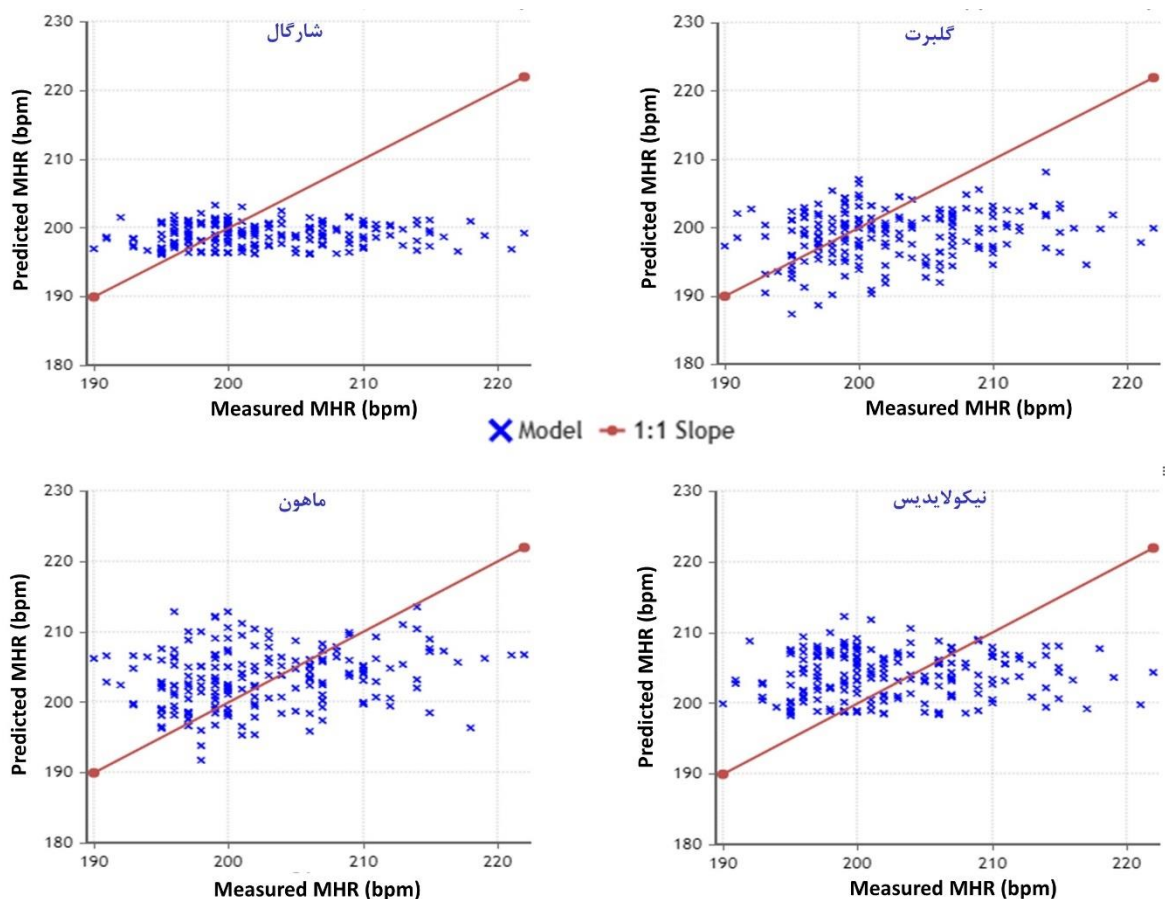 شارگال
230
220
210
200
190
180
190 200 210 220
Predicted MHR (bpm)
Measured MHR (bpm)
گلبرت
230
220
210
200
190
180
190 200 210 220
Predicted MHR (bpm)
Measured MHR (bpm)
Model 1:1 Slope
ماهون
230
220
210
200
190
180
190 200 210 220
Predicted MHR (bpm)
Measured MHR (bpm)
نیکولایدیس
230
220
210
200
190
180
190 200 210 220
Predicted MHR (bpm)
Measured MHR (bpm)